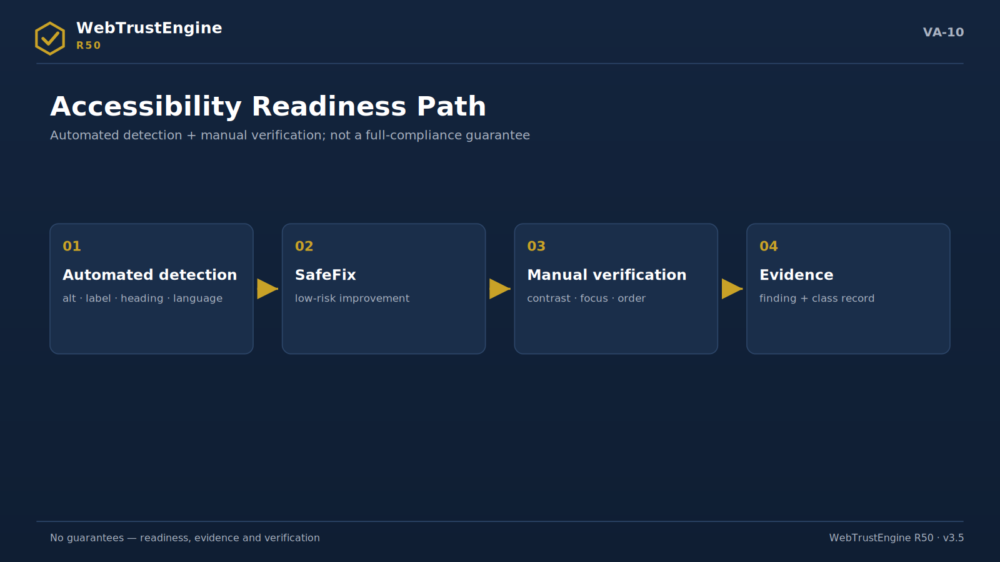 WebTrustEngine
R50
VA-10
Accessibility Readiness Path
Automated detection + manual verification; not a full-compliance guarantee
01
Automated detection
alt · label · heading · language
02
SafeFix
low-risk improvement
03
Manual verification
contrast · focus · order
04
Evidence
finding + class record
No guarantees — readiness, evidence and verification
WebTrustEngine R50 · v3.5